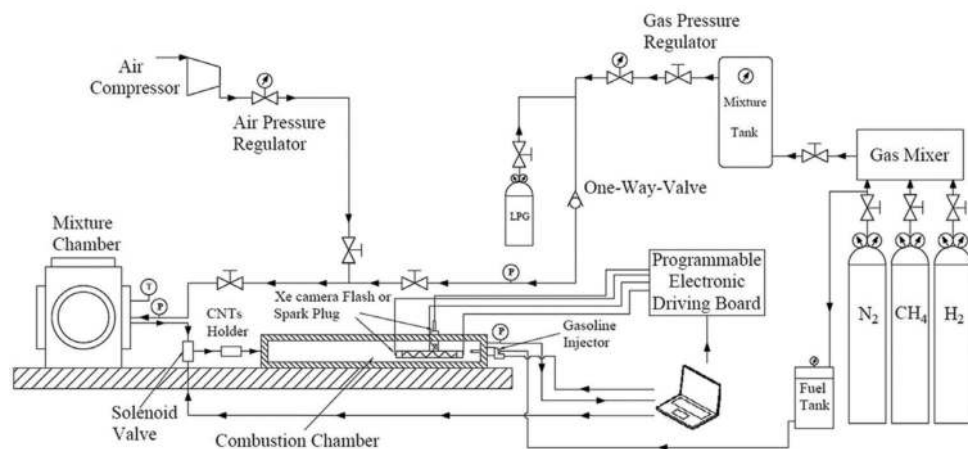 Air
Compressor
Air Pressure
Regulator
Gas Pressure
Regulator
Mixture
Tank
Gas Mixer
LPG
One-Way-Valve
Mixture
Chamber
T
P
P
Programmable
Electronic
Driving Board
Xe camera Flash or
Spark Plug
CNTs
Holder
P
Gasoline
Injector
N2
CH4
H2
Fuel
Tank
Solenoid
Valve
Combustion Chamber